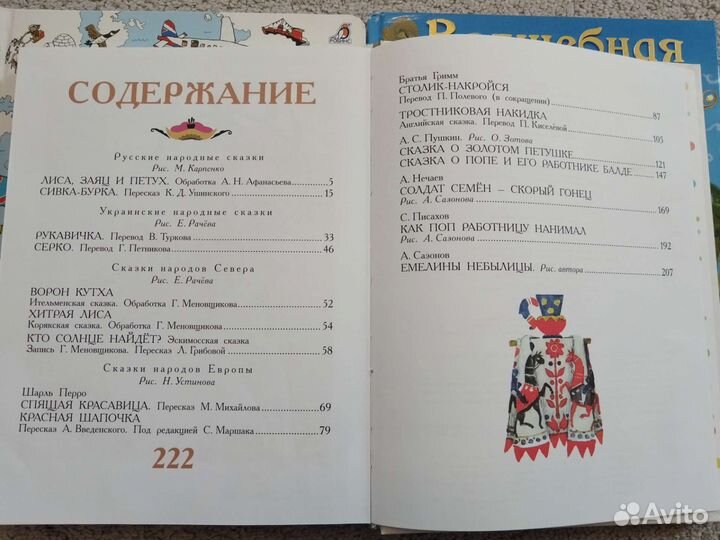 РОБИНС
Волшебная
СОДЕРЖАНИЕ
Русские народные сказки
Рис. М. Карпенко
ЛИСА, ЗАЯЦ И ПЕТУХ. Обработка А. Н. Афанасьева 5
СИВКА-БУРКА. Пересказ К. Д. Ушинского 15
Украинские народные сказки
Рис. Е. Рачёва
РУКАВИЧКА. Перевод В. Туркова 33
СЕРКО. Перевод Г. Петникова 46
Сказки народов Севера
Рис. Е. Рачёва
ВОРОН КУТХА
Ительменская сказка. Обработка Г. Меновщикова 52
ХИТРАЯ ЛИСА
Корякская сказка. Обработка Г. Меновщикова 54
КТО СОЛНЦЕ НАЙДЁТ? Эскимосская сказка
Запись Г. Меновщикова. Пересказ Л. Грибовой 58
Сказки народов Европы
Рис. Н. Устинова
Шарль Перро
СПЯЩАЯ КРАСАВИЦА. Пересказ М. Михайлова 69
КРАСНАЯ ШАПОЧКА
Пересказ А. Введенского. Под редакцией С. Маршака 79
222
Братья Гримм
СТОЛИК-НАКРОЙСЯ
Перевод П. Полевого (в сокращении) 87
ТРОСТНИКОВАЯ НАКИДКА
Английская сказка. Перевод П. Киселёвой 105
А. С. Пушкин. Рис. О. Зотова
СКАЗКА О ЗОЛОТОМ ПЕТУШКЕ 121
СКАЗКА О ПОПЕ И ЕГО РАБОТНИКЕ БАЛДЕ 147
А. Нечаев
СОЛДАТ СЕМЁН – СКОРЫЙ ГОНЕЦ
Рис. А. Сазонова 169
С. Писахов
КАК ПОП РАБОТНИЦУ НАНИМАЛ
Рис. А. Сазонова 192
А. Сазонов
ЕМЕЛИНЫ НЕБЫЛИЦЫ. Рис. автора 207
Avito